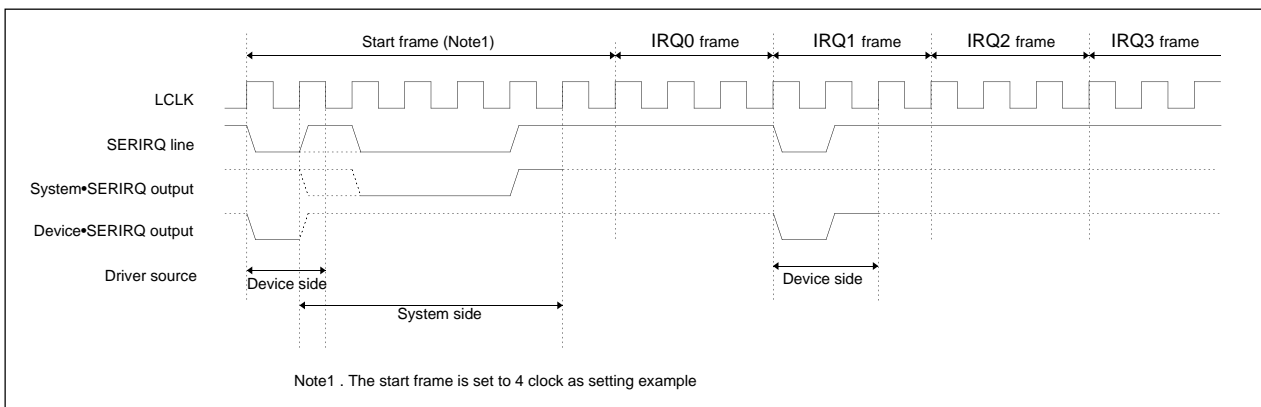 Start frame (Note1)
IRQ0 frame
IRQ1 frame
IRQ2 frame
IRQ3 frame
LCLK
SERIRQ line
System•SERIRQ output
Device•SERIRQ output
Driver source
Device side
Device side
System side
Note1 . The start frame is set to 4 clock as setting example